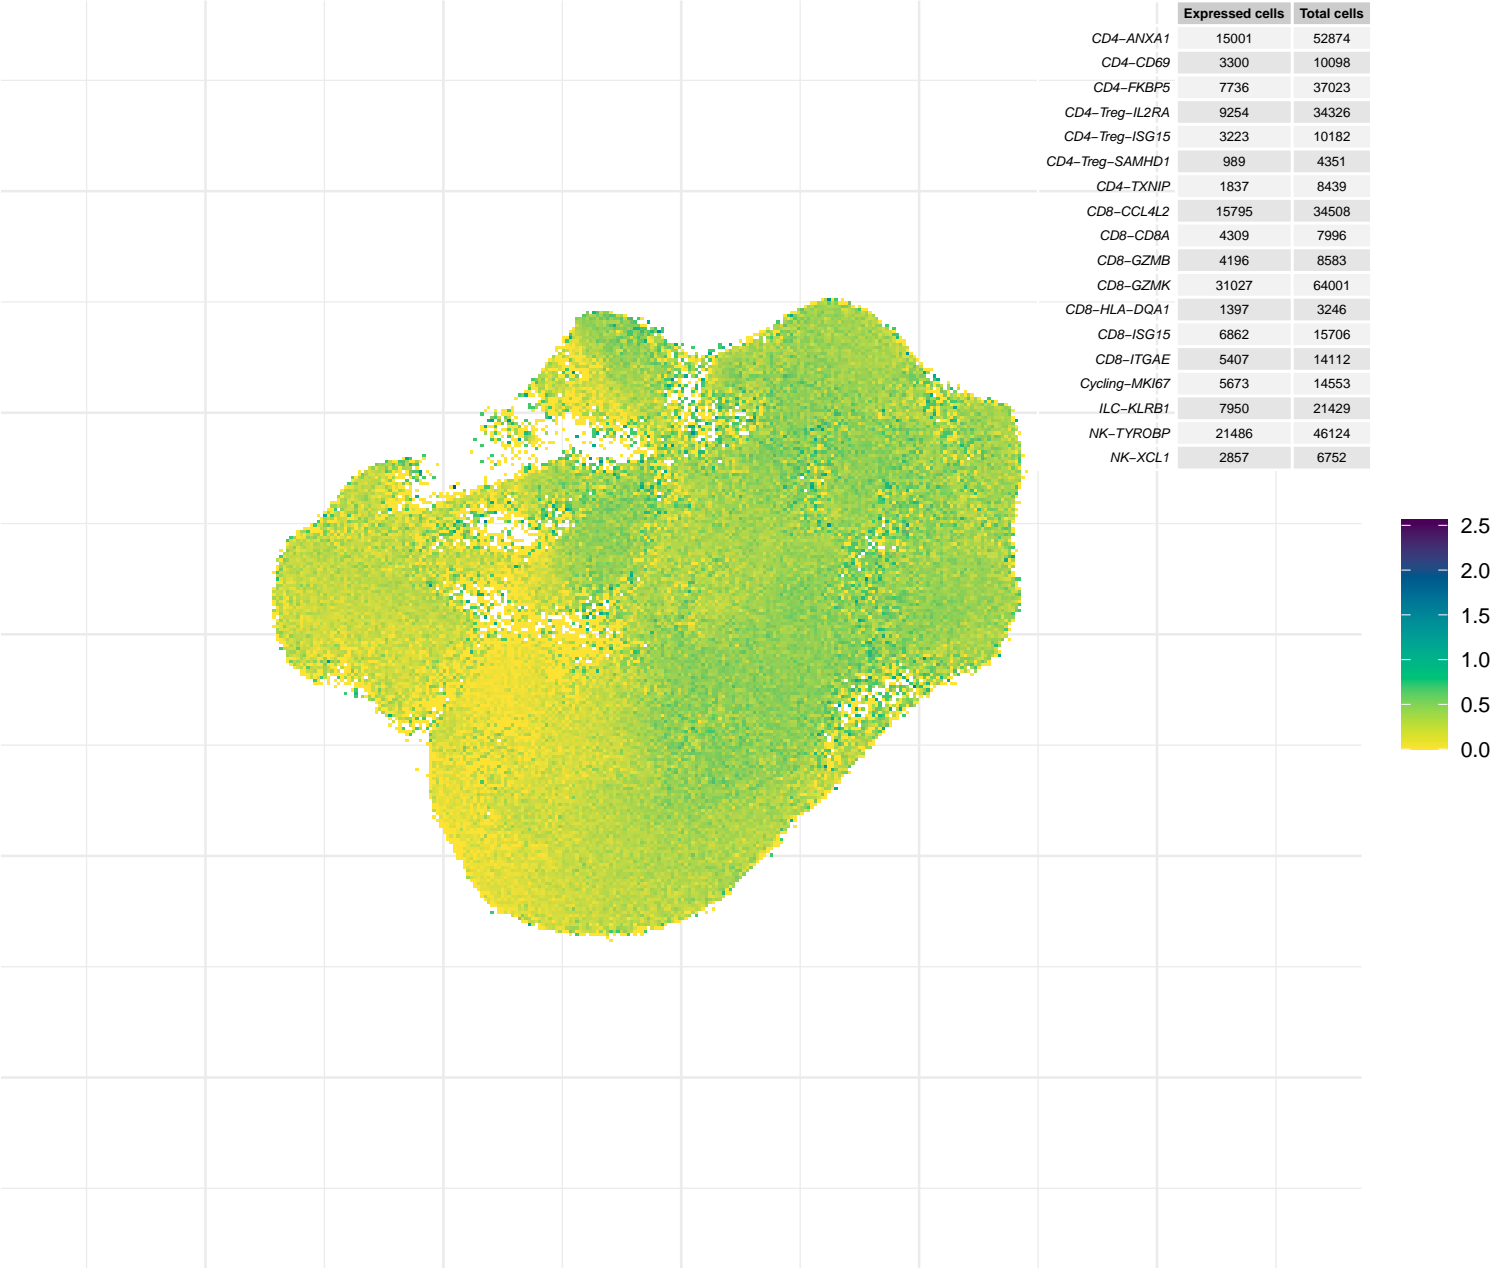 Expressed cells Total cells
CD4−ANXA1 15001 52874
CD4−CD69 3300 10098
CD4−FKBP5 7736 37023
CD4−Treg−IL2RA 9254 34326
CD4−Treg−ISG15 3223 10182
CD4−Treg−SAMHD1 989 4351
CD4−TXNIP 1837 8439
CD8−CCL4L2 15795 34508
CD8−CD8A 4309 7996
CD8−GZMB 4196 8583
CD8−GZMK 31027 64001
CD8−HLA−DQA1 1397 3246
CD8−ISG15 6862 15706
CD8−ITGAE 5407 14112
Cycling−MKI67 5673 14553
ILC−KLRB1 7950 21429
NK−TYROBP 21486 46124
NK−XCL1 2857 6752
2.5
2.0
1.5
1.0
0.5
0.0